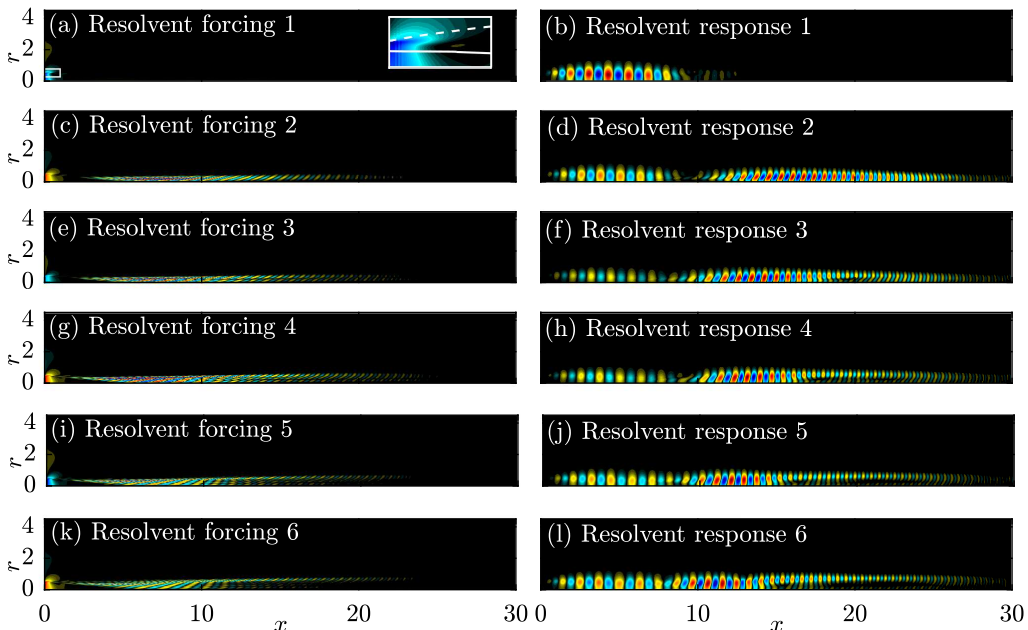 4 (a) Resolvent forcing 1 (b) Resolvent response 1
2
0
r
4 (c) Resolvent forcing 2 (d) Resolvent response 2
2
0
r
4 (e) Resolvent forcing 3 (f) Resolvent response 3
2
0
r
4 (g) Resolvent forcing 4 (h) Resolvent response 4
2
0
r
4 (i) Resolvent forcing 5 (j) Resolvent response 5
2
0
r
4 (k) Resolvent forcing 6 (l) Resolvent response 6
2
0
r
0 10 20 30 0 10 20 30
x x